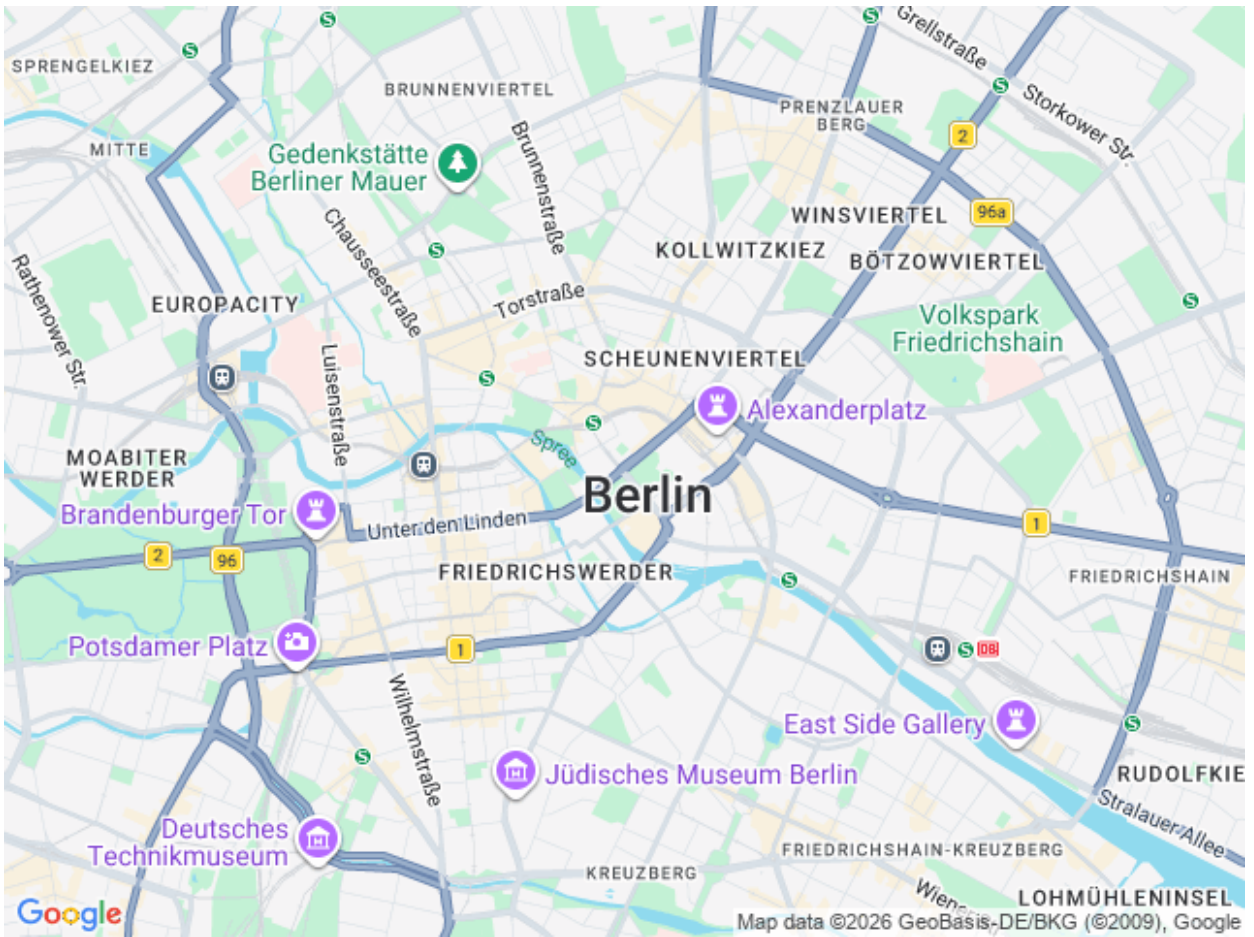 Grellstraße
SPRENGELKIEZ
BRUNNENVIERTEL
Storkower Str.
PRENZLAUER
BERG
2
MITTE
Gedenkstätte
Berliner Mauer
Brunnenstraße
WINSVIERTEL
96a
Chausseestraße
KOLLWITZKIEZ
BÖTZOWVIERTEL
Rathenower Str.
EUROPACITY
Torstraße
Volkspark
Friedrichshain
Luisenstraße
SCHEUNENVIERTEL
Alexanderplatz
Spree
MOABITER
WERDER
Berlin
Brandenburger Tor
Unter den Linden
1
2
96
FRIEDRICHSWERDER
FRIEDRICHSHAIN
Potsdamer Platz
1
S
DB
Wilhelmstraße
East Side Gallery
Jüdisches Museum Berlin
RUDOLFKIE
Stralauer Allee
Deutsches
Technikmuseum
FRIEDRICHSHAIN-KREUZBERG
KREUZBERG
LOHMÜHLENINSEL
Google
Map data ©2026 GeoBasis-DE/BKG (©2009), Google